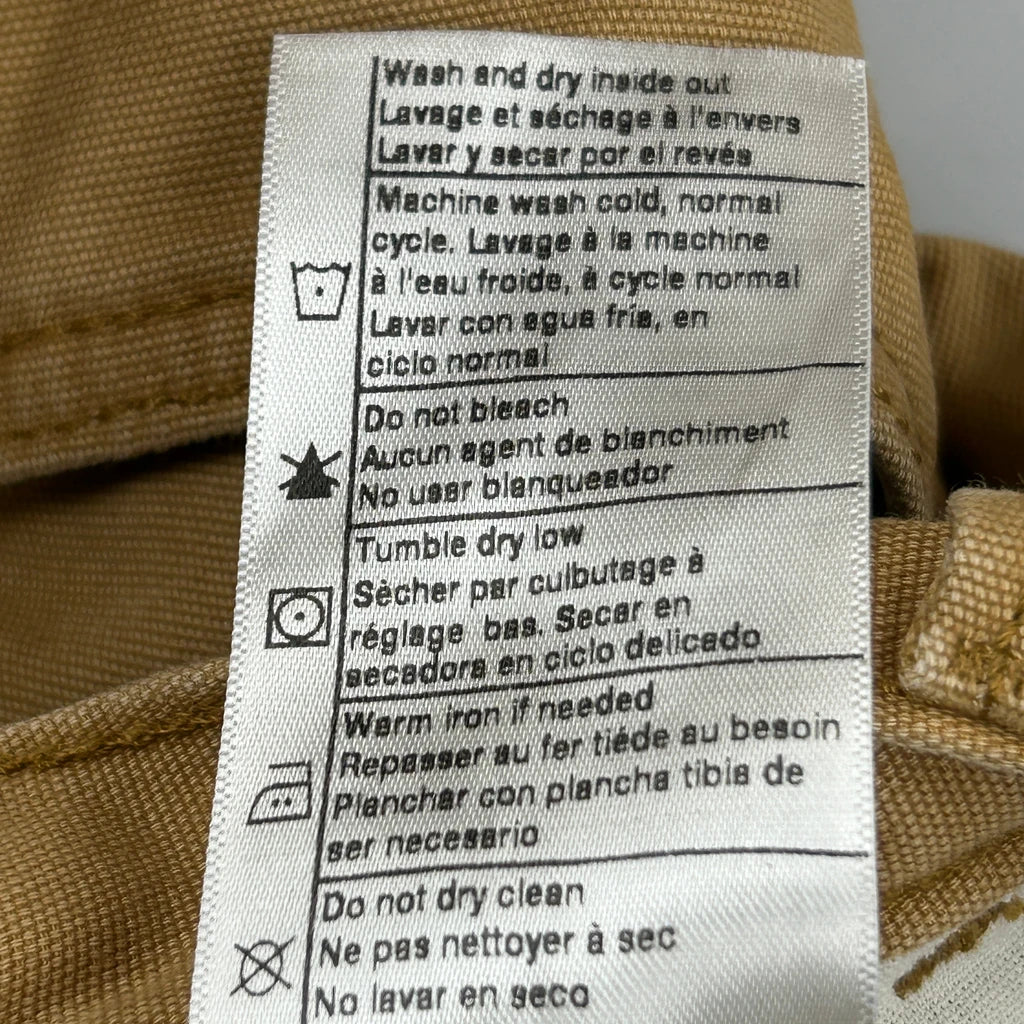 Wash and dry inside out
Lavage et séchage à l'envers
Lavar y secar por el revés
Machine wash cold, normal
cycle. Lavage à la machine
à l'eau froide, à cycle normal
Lavar con agua fría, en
ciclo normal
Do not bleach
Aucun agent de blanchiment
No usar blanqueador
Tumble dry low
Sècher par culbutage à
réglage bas. Secar en
secadora en ciclo delicado
Warm iron if needed
Repasser au fer tiéde au besoin
Planchar con plancha tibia de
ser necesario
Do not dry clean
Ne pas nettoyer à sec
No lavar en seco